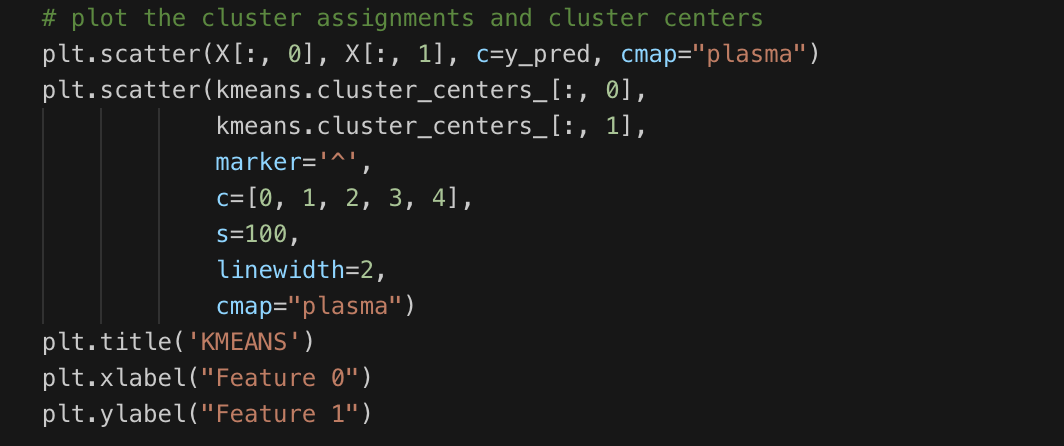 # plot the cluster assignments and cluster centers
plt.scatter(X[:, 0], X[:, 1], c=y_pred, cmap="plasma")
plt.scatter(kmeans.cluster_centers_[:, 0],
            kmeans.cluster_centers_[:, 1],
            marker='^',
            c=[0, 1, 2, 3, 4],
            s=100,
            linewidth=2,
            cmap="plasma")
plt.title('KMEANS')
plt.xlabel("Feature 0")
plt.ylabel("Feature 1")